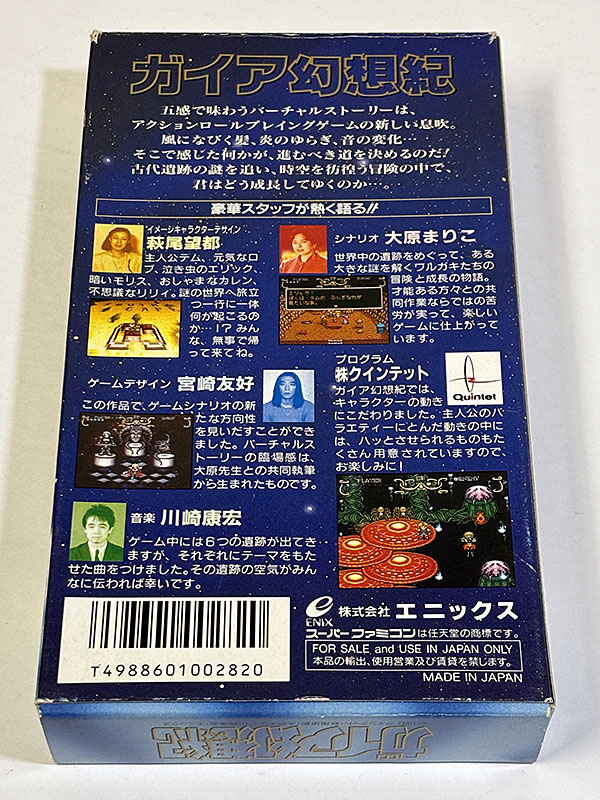 ガイア幻想紀
五感で味わうバーチャルストーリーは、
アクションロールプレイングゲームの新しい息吹。
風になびく髪、炎のゆらぎ、音の変化…
そこで感じた何かが、進むべき道を決めるのだ!
古代遺跡の謎を追い、時空を彷徨う冒険の中で、
君はどう成長してゆくのか…。
豪華スタッフが熱く語る!!
イメージキャラクターデザイン
萩尾望都
主人公テム、元気なロ
ブ、泣き虫のエリック、
暗いモリス、おしゃまなカレン、
不思議なリリィ。謎の世界へ旅立
つ一行に一体
何が起こるの
か…!?みん
な、無事で帰
って来てね。
シナリオ 大原まりこ
世界中の遺跡をめぐって、ある
大きな謎を解くワルガキたちの
冒険と成長の物語。
才能ある方々との共
同作業ならではの苦
労が実って、楽しい
ゲームに仕上がって
います。
ゲームデザイン 宮崎友好
この作品で、ゲームシナリオの新
たな方向性
を見いだすことができ
ました。バーチャルス
トーリーの臨場感は、
大原先生との共同執筆
から生まれたものです。
プログラム
株クインテット
Quintet
ガイア幻想紀では、
キャラクターの動き
にこだわりました。主人公のバ
ラエティーにとんだ動きの中に
は、ハッとさせられるものもた
くさん用意されていますので、
お楽しみに!
音楽 川崎康宏
ゲーム中には6つの遺跡が出てき
ますが、それぞれにテーマをもた
せた曲をつけました。その遺跡の空気がみん
なに伝われば幸いです。
T4988601002820
ENIX
株式会社 エニックス
スーパーファミコンは任天堂の商標です。
FOR SALE and USE IN JAPAN ONLY
本品の輸出、使用営業及び賃貸を禁じます。
MADE IN JAPAN
ガイア幻想紀